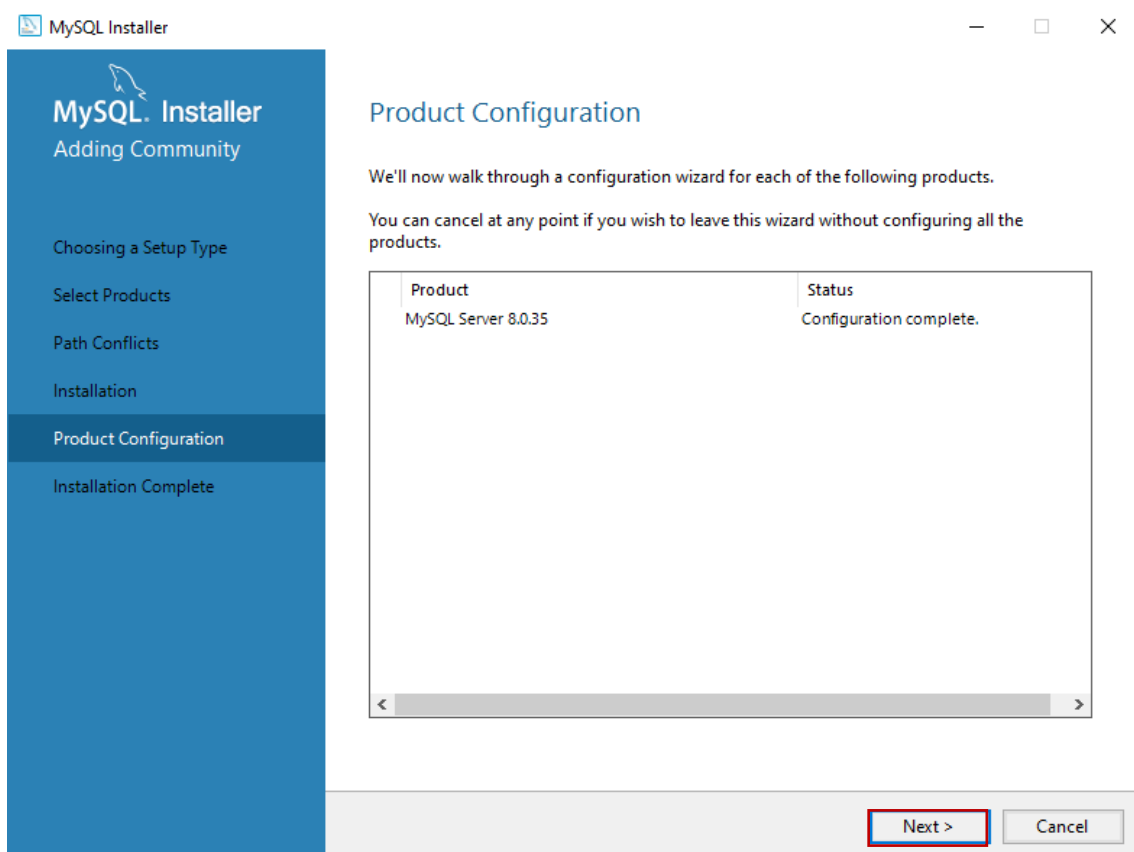 MySQL Installer
MySQL. Installer
Adding Community
Choosing a Setup Type
Select Products
Path Conflicts
Installation
Product Configuration
Installation Complete
Product Configuration
We'll now walk through a configuration wizard for each of the following products.
You can cancel at any point if you wish to leave this wizard without configuring all the
products.
Product Status
MySQL Server 8.0.35 Configuration complete.
Next > Cancel